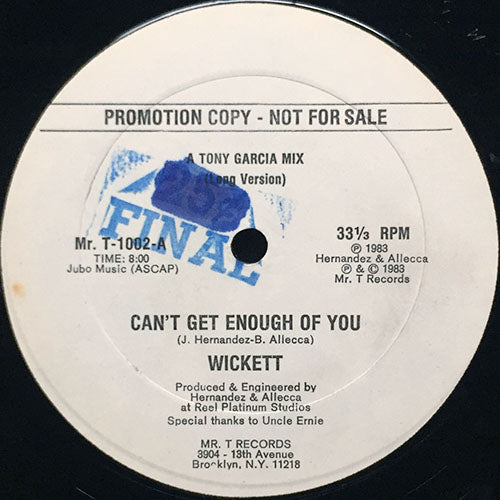 PROMOTION COPY - NOT FOR SALE
A TONY GARCIA MIX
(Long Version)
FINAL
Mr. T-1002-A
TIME: 8:00
Jubo Music (ASCAP)
33⅓ RPM
℗ 1983
Hernandez & Allecca
℗ & © 1983
Mr. T Records
CAN'T GET ENOUGH OF YOU
(J. Hernandez-B. Allecca)
WICKETT
Produced & Engineered by
Hernandez & Allecca
at Reel Platinum Studios
Special thanks to Uncle Ernie
MR. T RECORDS
3904 - 13th Avenue
Brooklyn, N.Y. 11218